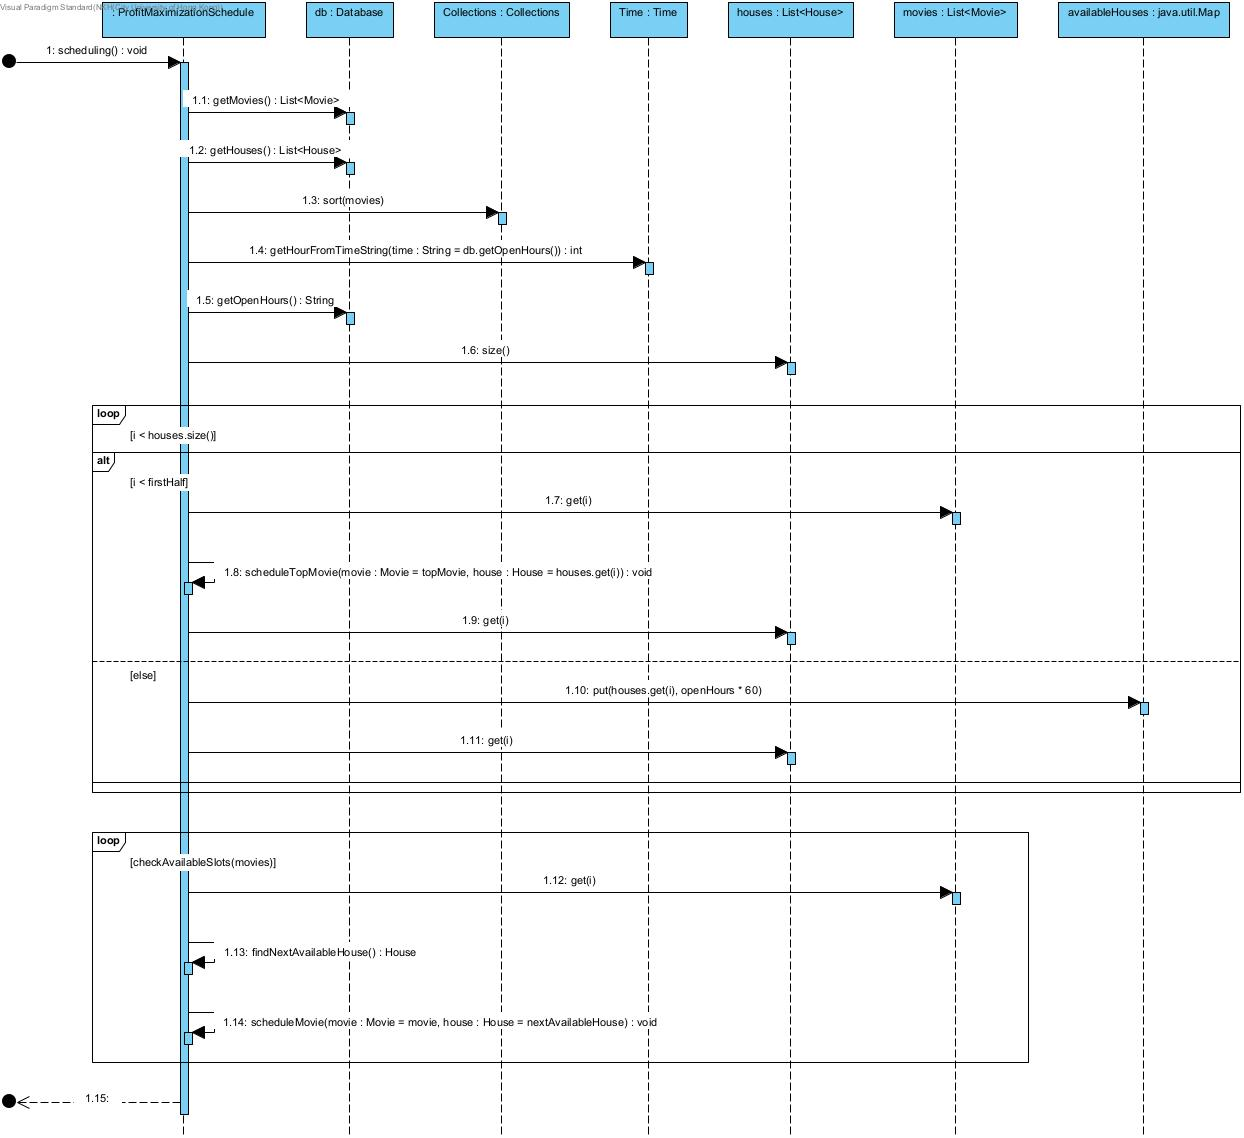 Visual Paradigm Standard(
: ProfitMaximizationSchedule
db : Database
Collections : Collections
Time : Time
houses : List<House>
movies : List<Movie>
availableHouses : java.util.Map
1: scheduling() : void
1.1: getMovies() : List<Movie>
1.2: getHouses() : List<House>
1.3: sort(movies)
1.4: getHourFromTimeString(time : String = db.getOpenHours()) : int
1.5: getOpenHours() : String
1.6: size()
loop
[i < houses.size()]
alt
[i < firstHalf]
1.7: get(i)
1.8: scheduleTopMovie(movie : Movie = topMovie, house : House = houses.get(i)) : void
1.9: get(i)
[else]
1.10: put(houses.get(i), openHours * 60)
1.11: get(i)
loop
[checkAvailableSlots(movies)]
1.12: get(i)
1.13: findNextAvailableHouse() : House
1.14: scheduleMovie(movie : Movie = movie, house : House = nextAvailableHouse) : void
1.15: